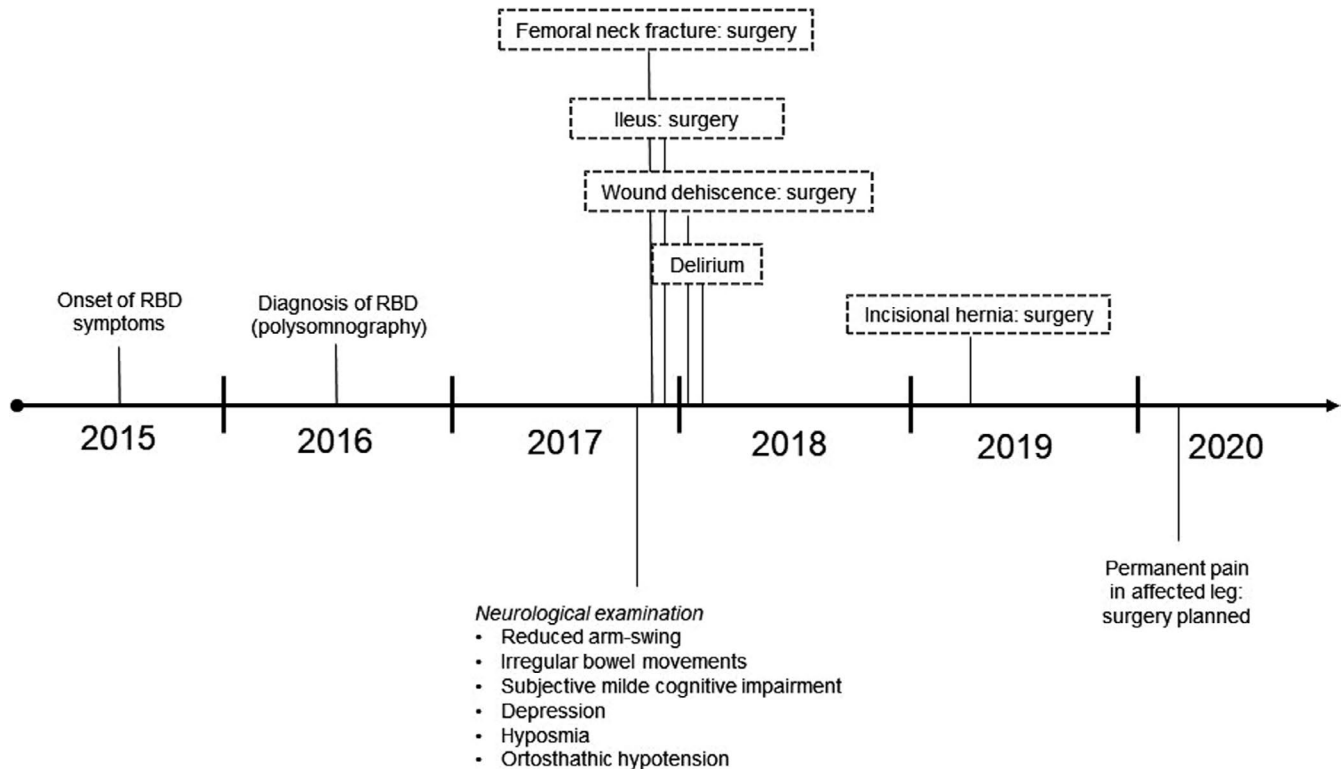 Femoral neck fracture: surgery
Ileus: surgery
Wound dehiscence: surgery
Delirium
Onset of RBD
symptoms
Diagnosis of RBD
(polysomnography)
Incisional hernia: surgery
2015
2016
2017
2018
2019
2020
Neurological examination
• Reduced arm-swing
• Irregular bowel movements
• Subjective milde cognitive impairment
• Depression
• Hyposmia
• Ortosthathic hypotension
Permanent pain
in affected leg:
surgery planned